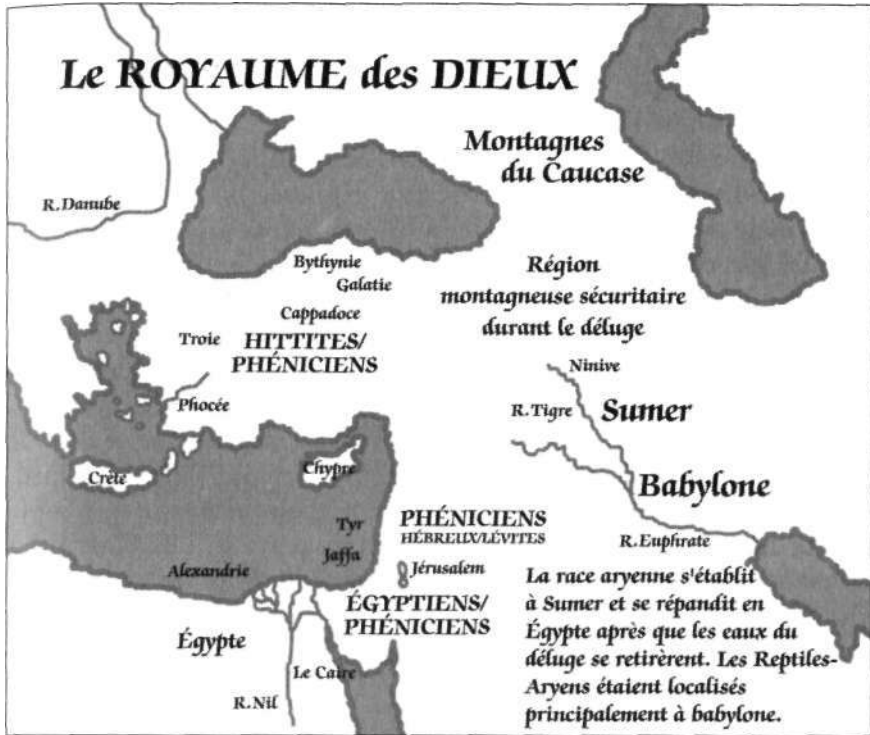 Le ROYAUME des DIEUX
Montagnes
du Caucase
R.Danube
Bythynie
Galatie
Cappadoce
Région
montagneuse sécuritaire
durant le déluge
Troie
HITTITES/
PHÉNICIENS
Phocée
Ninive
R.Tigre
Sumer
Babylone
R.Euphrate
Crète
Chypre
Tyr
Jaffa
PHÉNICIENS
HÉBREUX/LÉVITES
Jérusalem
Alexandrie
ÉGYPTIENS/
PHÉNICIENS
Égypte
Le Caire
R.Nil
La race aryenne s'établit
à Sumer et se répandit en
Égypte après que les eaux du
déluge se retirèrent. Les Reptiles-
Aryens étaient localisés
principalement à babylone.